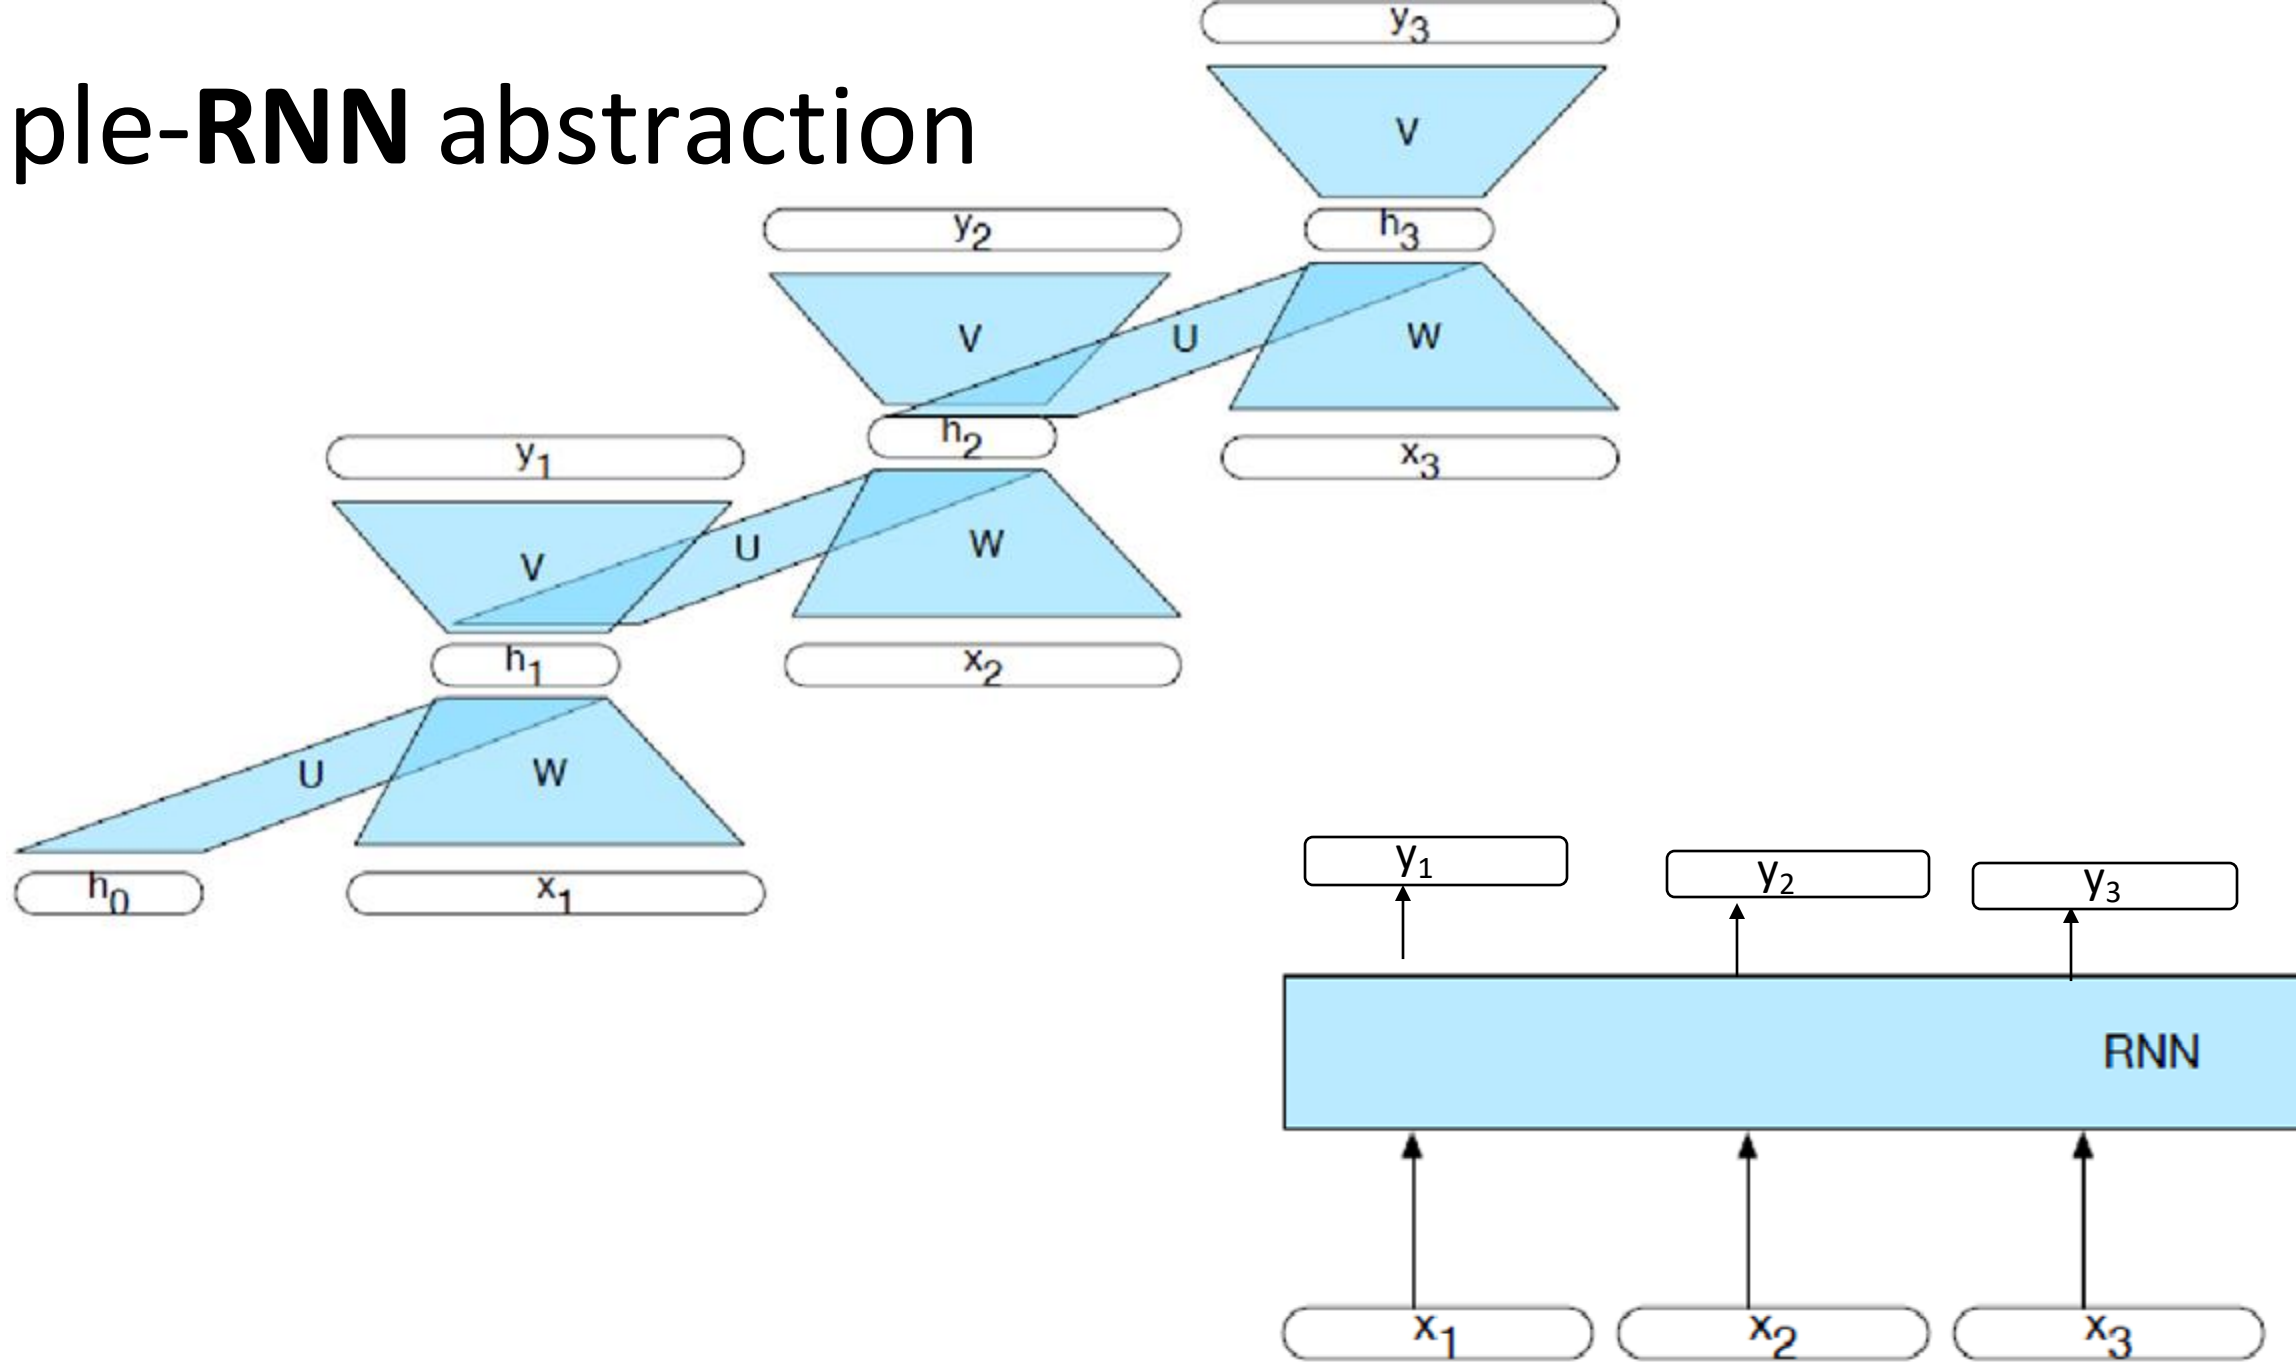 ple-RNN abstraction
y3
V
h3
U
W
x3
y2
V
h2
U
W
x2
y1
V
h1
U
W
x1
h0
y1
y2
y3
RNN
x1
x2
x3